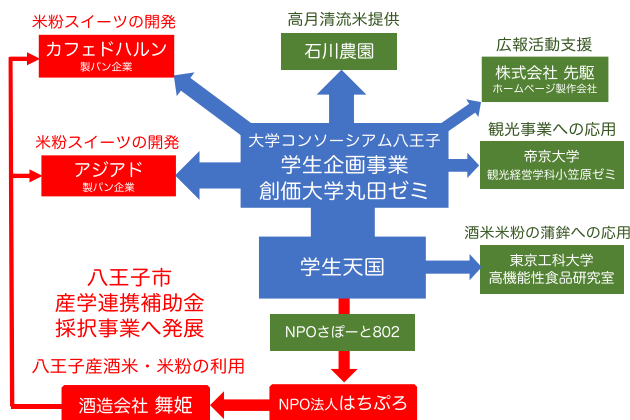 米粉スイーツの開発
カフェドハルン
製パン企業
高月清流米提供
石川農園
広報活動支援
株式会社 先駆
ホームページ製作会社
大学コンソーシアム八王子
学生企画事業
創価大学丸田ゼミ
米粉スイーツの開発
アジアド
製パン企業
観光事業への応用
帝京大学
観光経営学科小笠原ゼミ
学生天国
酒米米粉の蒲鉾への応用
東京工科大学
高機能性食品研究室
八王子市
産学連携補助金
採択事業へ発展
NPOさぽーと802
八王子産酒米・米粉の利用
酒造会社 舞姫
NPO法人はちぷろ